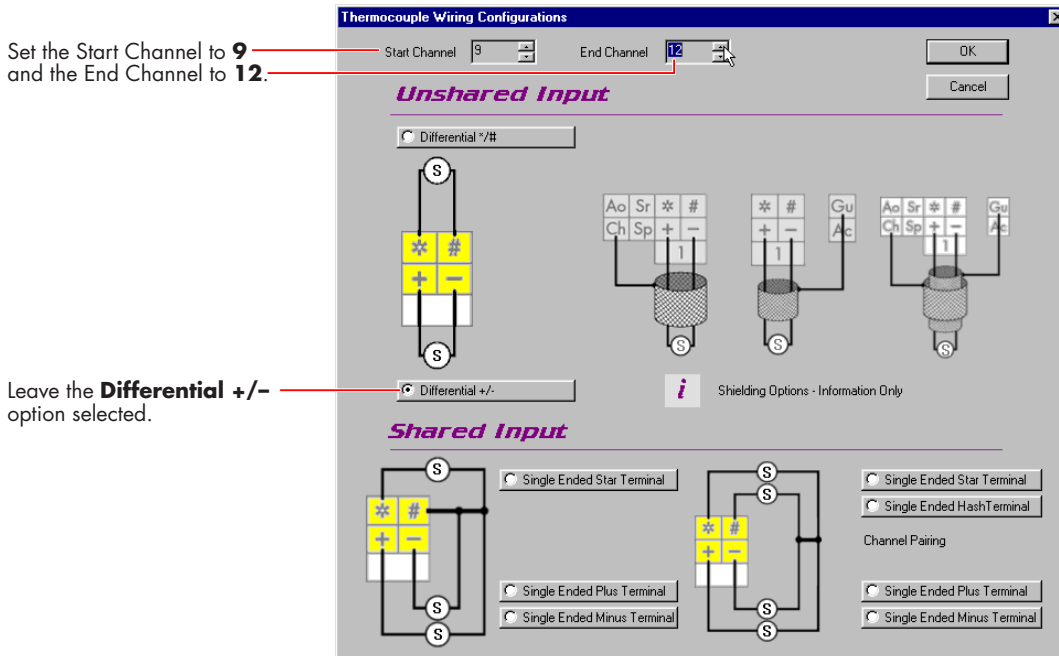 Thermocouple Wiring Configurations
Set the Start Channel to 9
and the End Channel to 12.
Start Channel 9 End Channel 12 OK
Cancel
Unshared Input
Differential */#
S
* #
+ −
S
Ao Sr * #
Ch Sp + −
1
S
* #
+ −
1
Gu
Ac
S
Ao Sr * #
Ch Sp + −
1
Gu
Ac
S
Leave the Differential +/–
option selected.
Differential +/-
i Shielding Options - Information Only
Shared Input
S
* #
+ −
S
S
Single Ended Star Terminal
Single Ended Plus Terminal
Single Ended Minus Terminal
S
S
* #
+ −
S
S
Single Ended Star Terminal
Single Ended HashTerminal
Channel Pairing
Single Ended Plus Terminal
Single Ended Minus Terminal